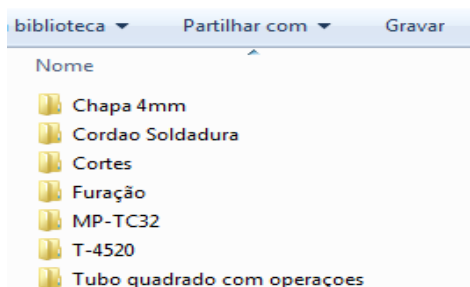 biblioteca Partilhar com Gravar
Nome
Chapa 4mm
Cordao Soldadura
Cortes
Furação
MP-TC32
T-4520
Tubo quadrado com operaçoes